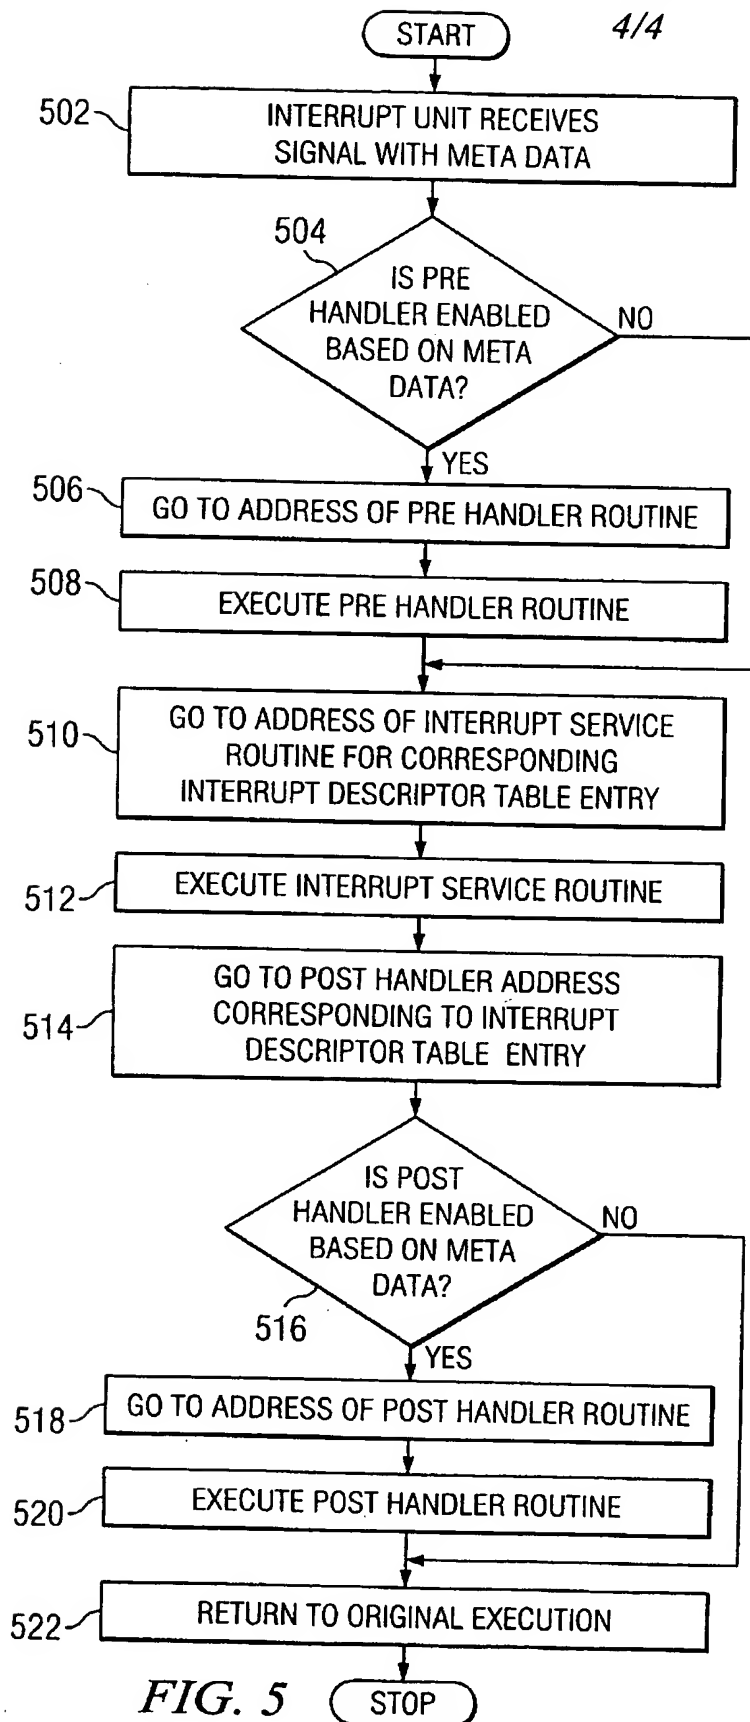 START
4/4
502
INTERRUPT UNIT RECEIVES
SIGNAL WITH META DATA
504
IS PRE
HANDLER ENABLED
BASED ON META
DATA?
NO
YES
506
GO TO ADDRESS OF PRE HANDLER ROUTINE
508
EXECUTE PRE HANDLER ROUTINE
510
GO TO ADDRESS OF INTERRUPT SERVICE
ROUTINE FOR CORRESPONDING
INTERRUPT DESCRIPTOR TABLE ENTRY
512
EXECUTE INTERRUPT SERVICE ROUTINE
514
GO TO POST HANDLER ADDRESS
CORRESPONDING TO INTERRUPT
DESCRIPTOR TABLE ENTRY
IS POST
HANDLER ENABLED
BASED ON META
DATA?
NO
516
YES
518
GO TO ADDRESS OF POST HANDLER ROUTINE
520
EXECUTE POST HANDLER ROUTINE
522
RETURN TO ORIGINAL EXECUTION
FIG. 5
STOP